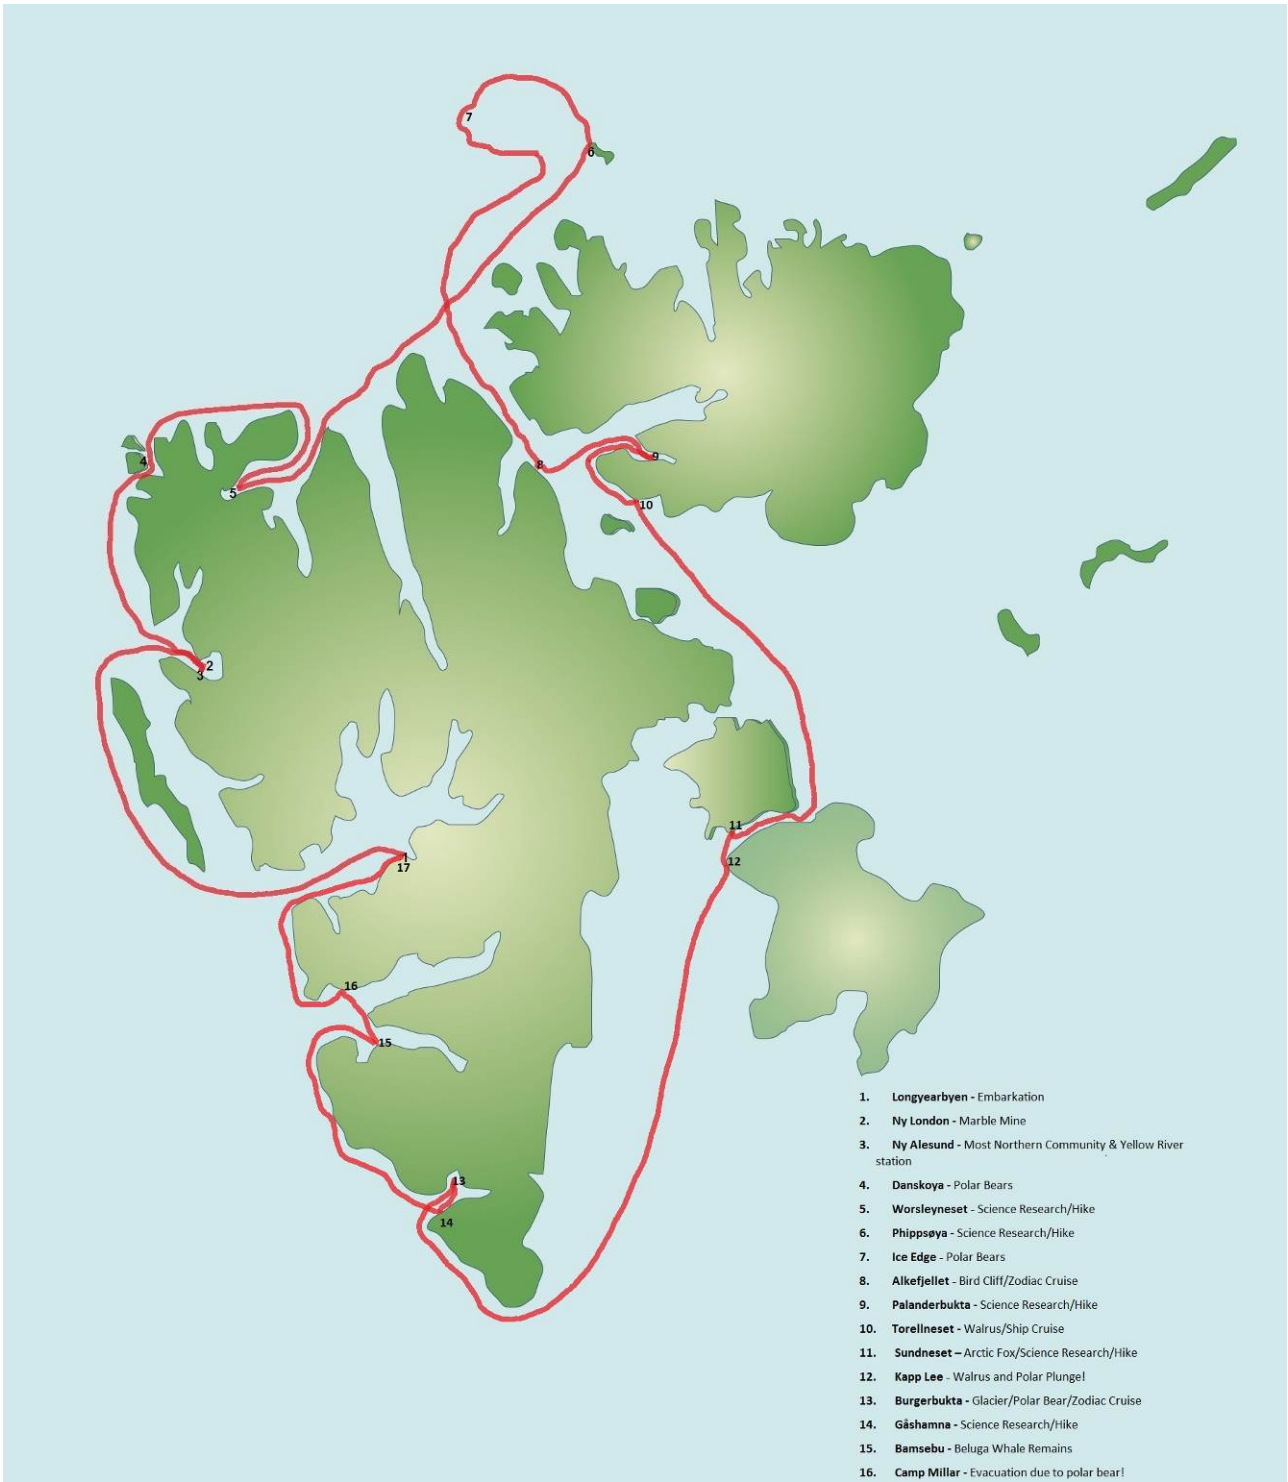 7
6
4
5
8
9
10
2
3
11
12
1
17
16
15
13
14
1. Longyearbyen - Embarkation
2. Ny London - Marble Mine
3. Ny Alesund - Most Northern Community & Yellow River
station
4. Danskoya - Polar Bears
5. Worsleyneset - Science Research/Hike
6. Phippsøya - Science Research/Hike
7. Ice Edge - Polar Bears
8. Alkefjellet - Bird Cliff/Zodiac Cruise
9. Palanderbukta - Science Research/Hike
10. Torellneset - Walrus/Ship Cruise
11. Sundneset – Arctic Fox/Science Research/Hike
12. Kapp Lee - Walrus and Polar Plunge!
13. Burgerbukta - Glacier/Polar Bear/Zodiac Cruise
14. Gåshamna - Science Research/Hike
15. Bamsebu - Beluga Whale Remains
16. Camp Millar - Evacuation due to polar bear!